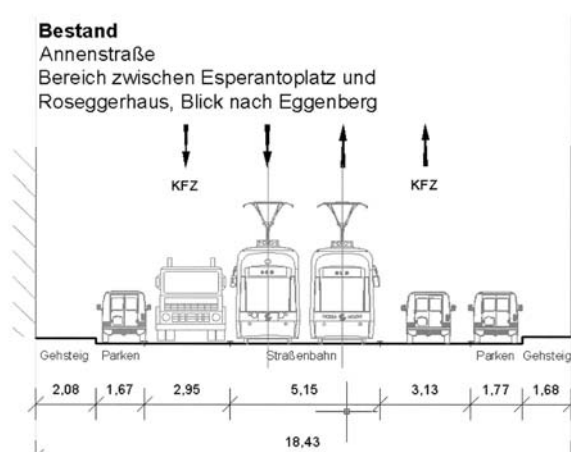 Bestand
Annenstraße
Bereich zwischen Esperantoplatz und
Roseggerhaus, Blick nach Eggenberg
KFZ KFZ
Gehsteig Parken Straßenbahn Parken Gehsteig
2,08 1,67 2,95 5,15 3,13 1,77 1,68
18,43